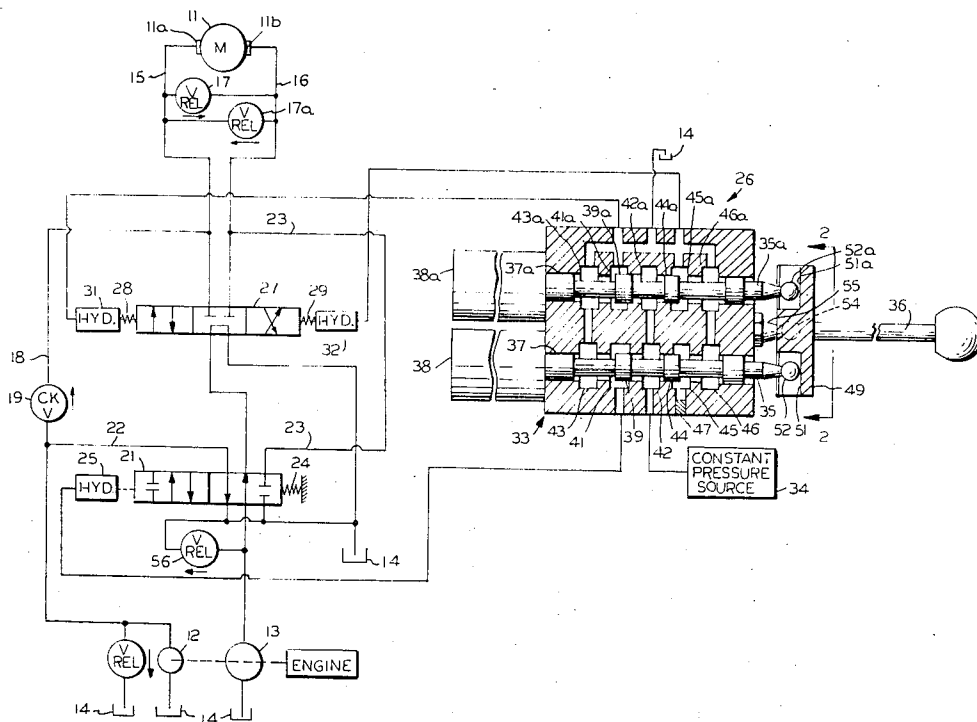 11a
11
11b
M
15
16
17
V
REL
17a
V
REL
14
26
23
42a
39a
44a
45a
41a
46a
43a
35a
2
52a
51a
55
54
36
37a
38a
31
28
27
29
HYD.
HYD.
32
18
37
38
49
CK
V
19
35
22
23
33
43
41
39
42
44
47
45
46
52
51
2
25
21
24
HYD.
CONSTANT
PRESSURE
SOURCE
34
V
REL
56
14
12
13
V
REL
ENGINE
14
14